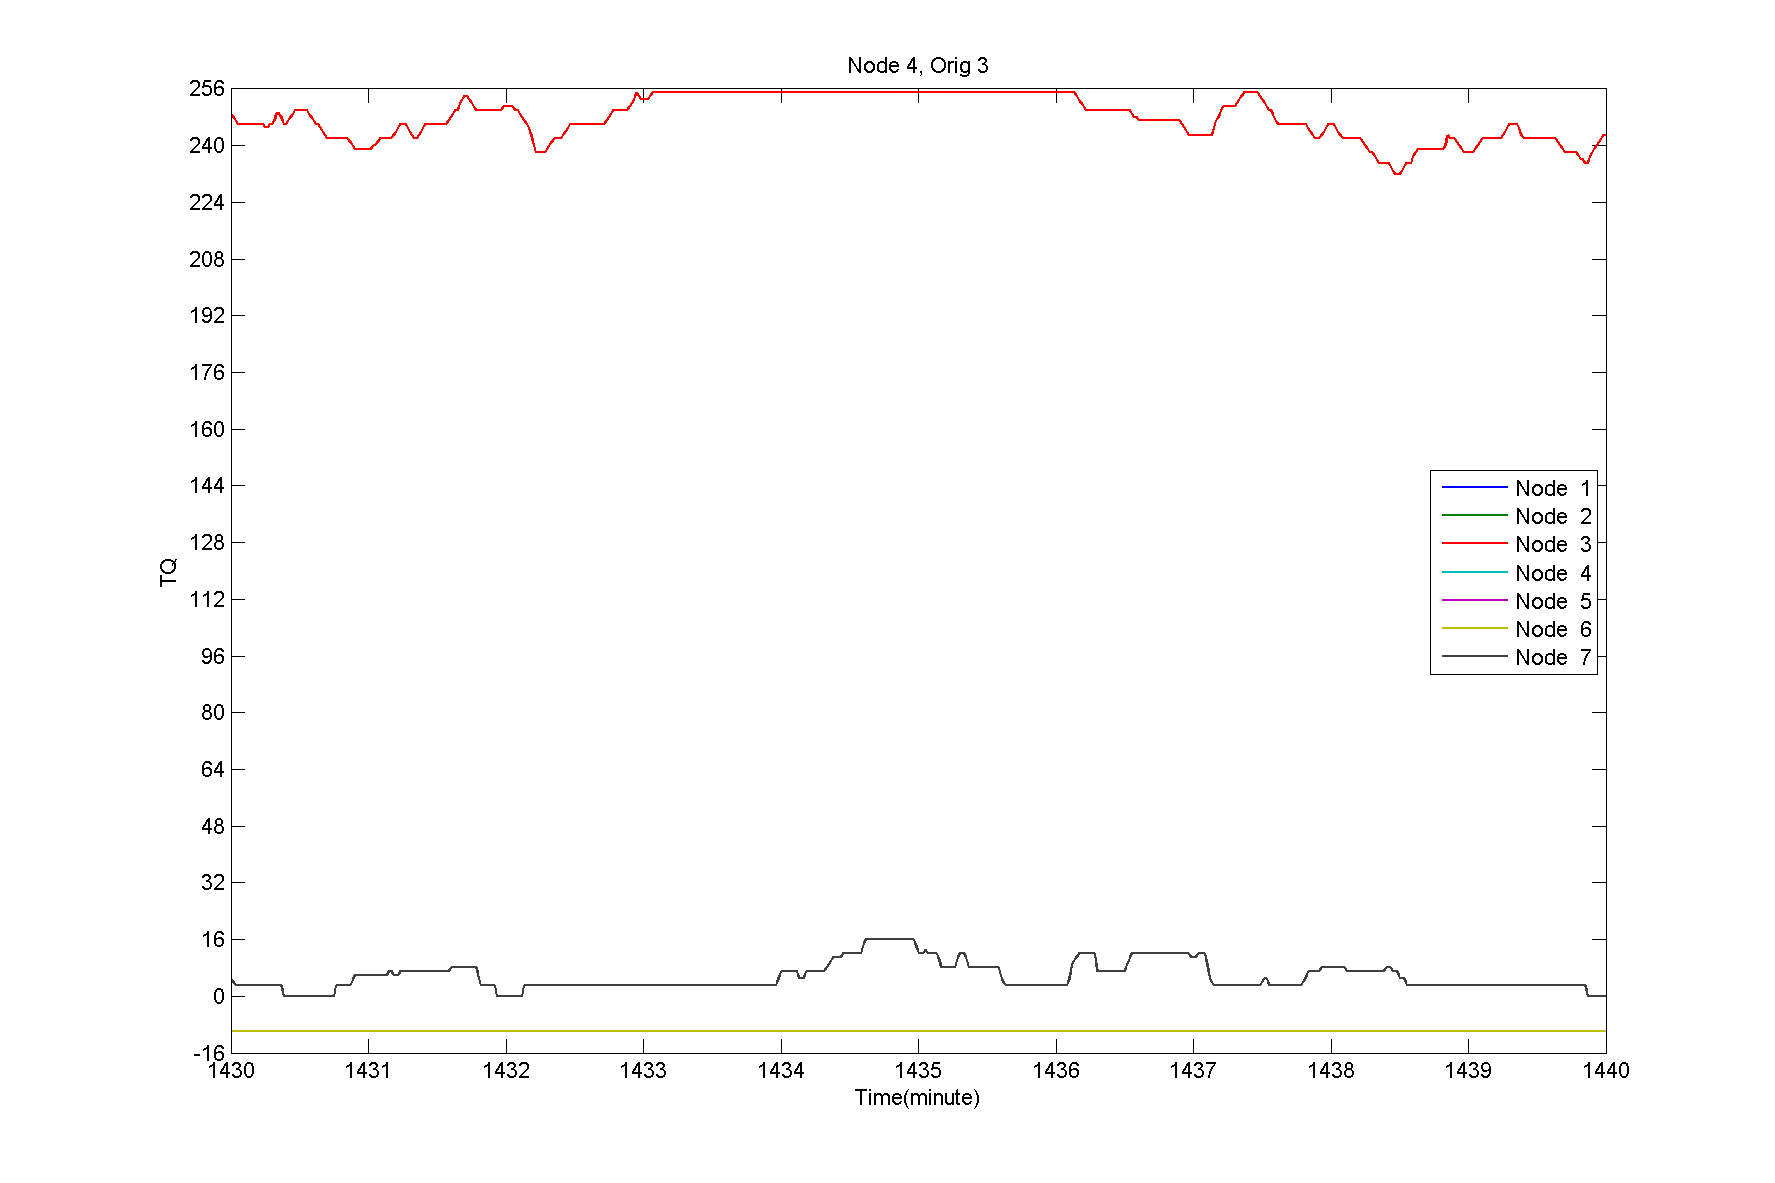 Node 4, Orig 3
256
240
224
208
192
176
160
144
128
112
96
80
64
48
32
16
0
-16
TQ
Node 1
Node 2
Node 3
Node 4
Node 5
Node 6
Node 7
1430 1431 1432 1433 1434 1435 1436 1437 1438 1439 1440
Time(minute)